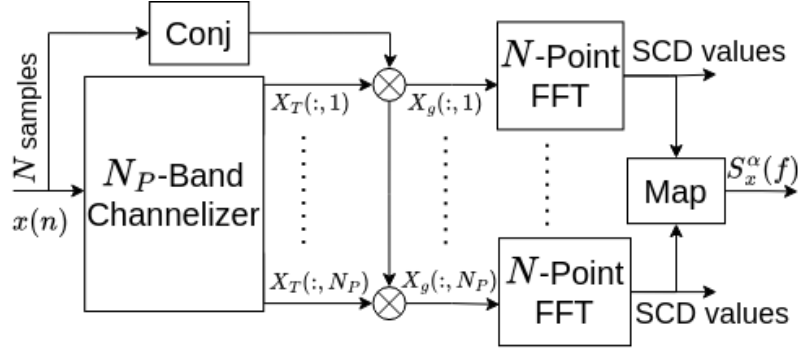 Conj
N samples
x(n)
N_P-Band
Channelizer
X_T(:,1)
X_g(:,1)
N-Point
FFT
SCD values
Map
S_x^α(f)
X_T(:,N_P)
X_g(:,N_P)
N-Point
FFT
SCD values